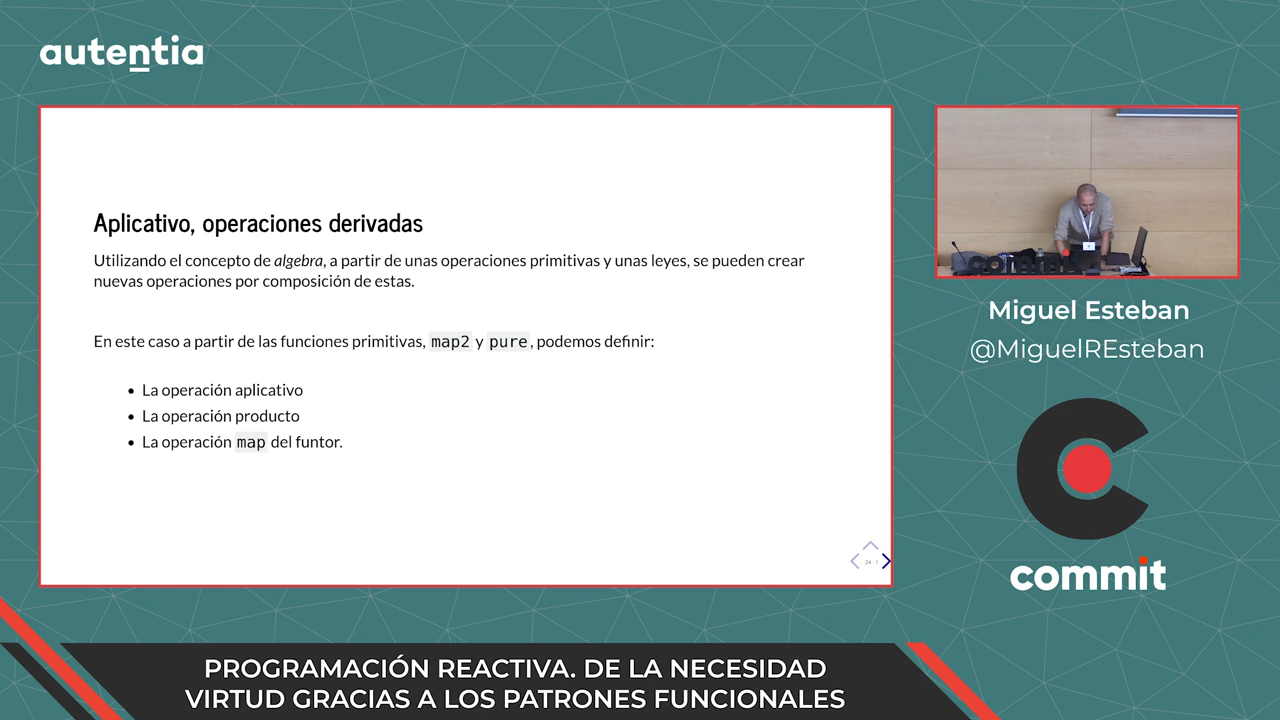 autentia
Aplicativo, operaciones derivadas
Utilizando el concepto de algebra, a partir de unas operaciones primitivas y unas leyes, se pueden crear
nuevas operaciones por composición de estas.
En este caso a partir de las funciones primitivas, map2 y pure, podemos definir:
• La operación aplicativo
• La operación producto
• La operación map del funtor.
Miguel Esteban
@MiguelREsteban
commit
PROGRAMACIÓN REACTIVA. DE LA NECESIDAD
VIRTUD GRACIAS A LOS PATRONES FUNCIONALES